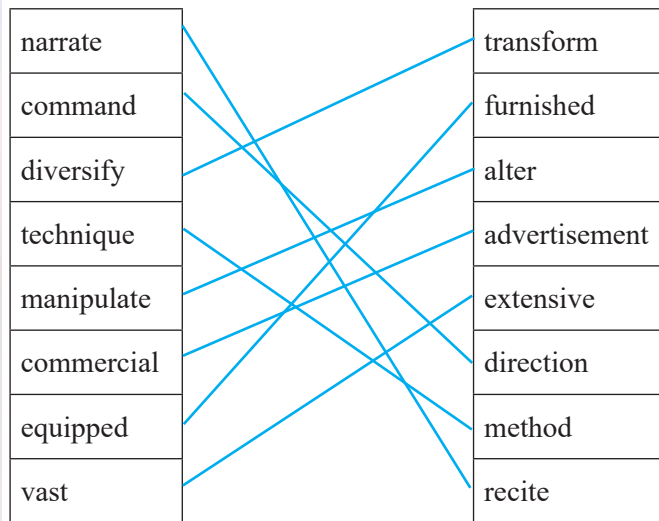 narrate transform
command furnished
diversify alter
technique advertisement
manipulate extensive
commercial direction
equipped method
vast recite